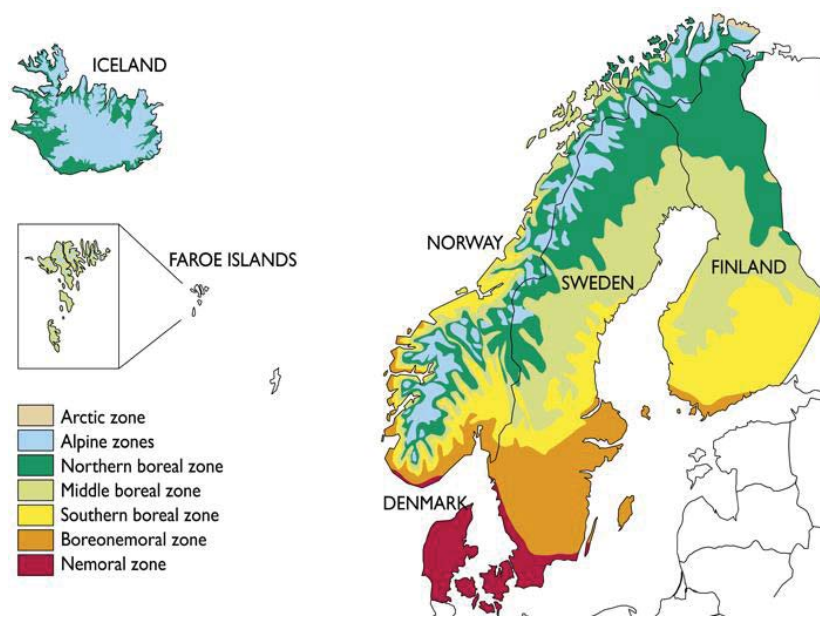 ICELAND
FAROE ISLANDS
NORWAY
SWEDEN
FINLAND
DENMARK
Arctic zone
Alpine zones
Northern boreal zone
Middle boreal zone
Southern boreal zone
Boreonemoral zone
Nemoral zone